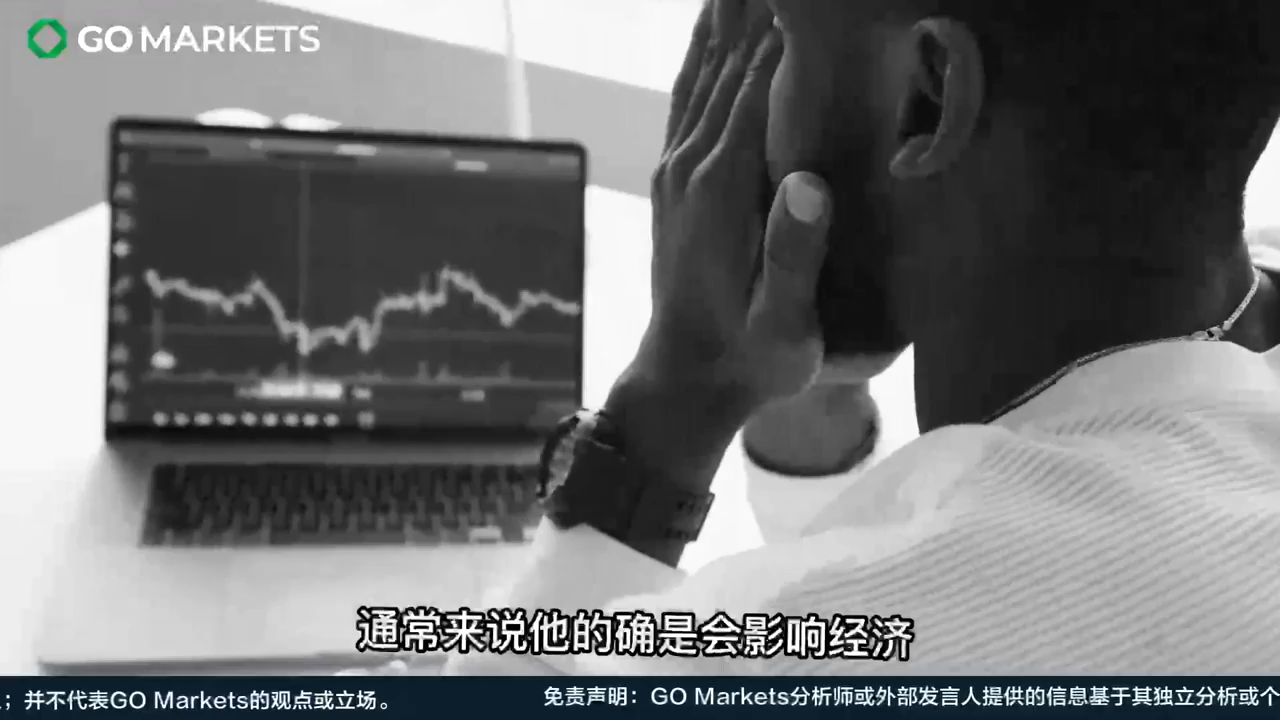 GO MARKETS
通常来说他的确是会影响经济
；并不代表GO Markets的观点或立场。 免责声明：GO Markets分析师或外部发言人提供的信息基于其独立分析或个